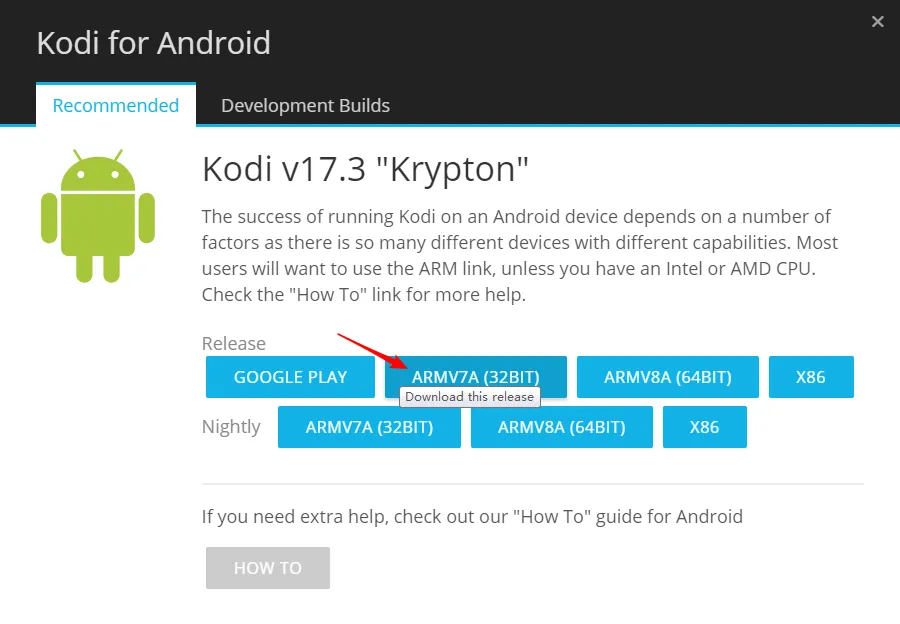 Kodi for Android
×
Recommended
Development Builds
Kodi v17.3 "Krypton"
The success of running Kodi on an Android device depends on a number of
factors as there is so many different devices with different capabilities. Most
users will want to use the ARM link, unless you have an Intel or AMD CPU.
Check the "How To" link for more help.
Release
GOOGLE PLAY
ARMV7A (32BIT)
ARMV8A (64BIT)
X86
Download this release
Nightly
ARMV7A (32BIT)
ARMV8A (64BIT)
X86
If you need extra help, check out our "How To" guide for Android
HOW TO